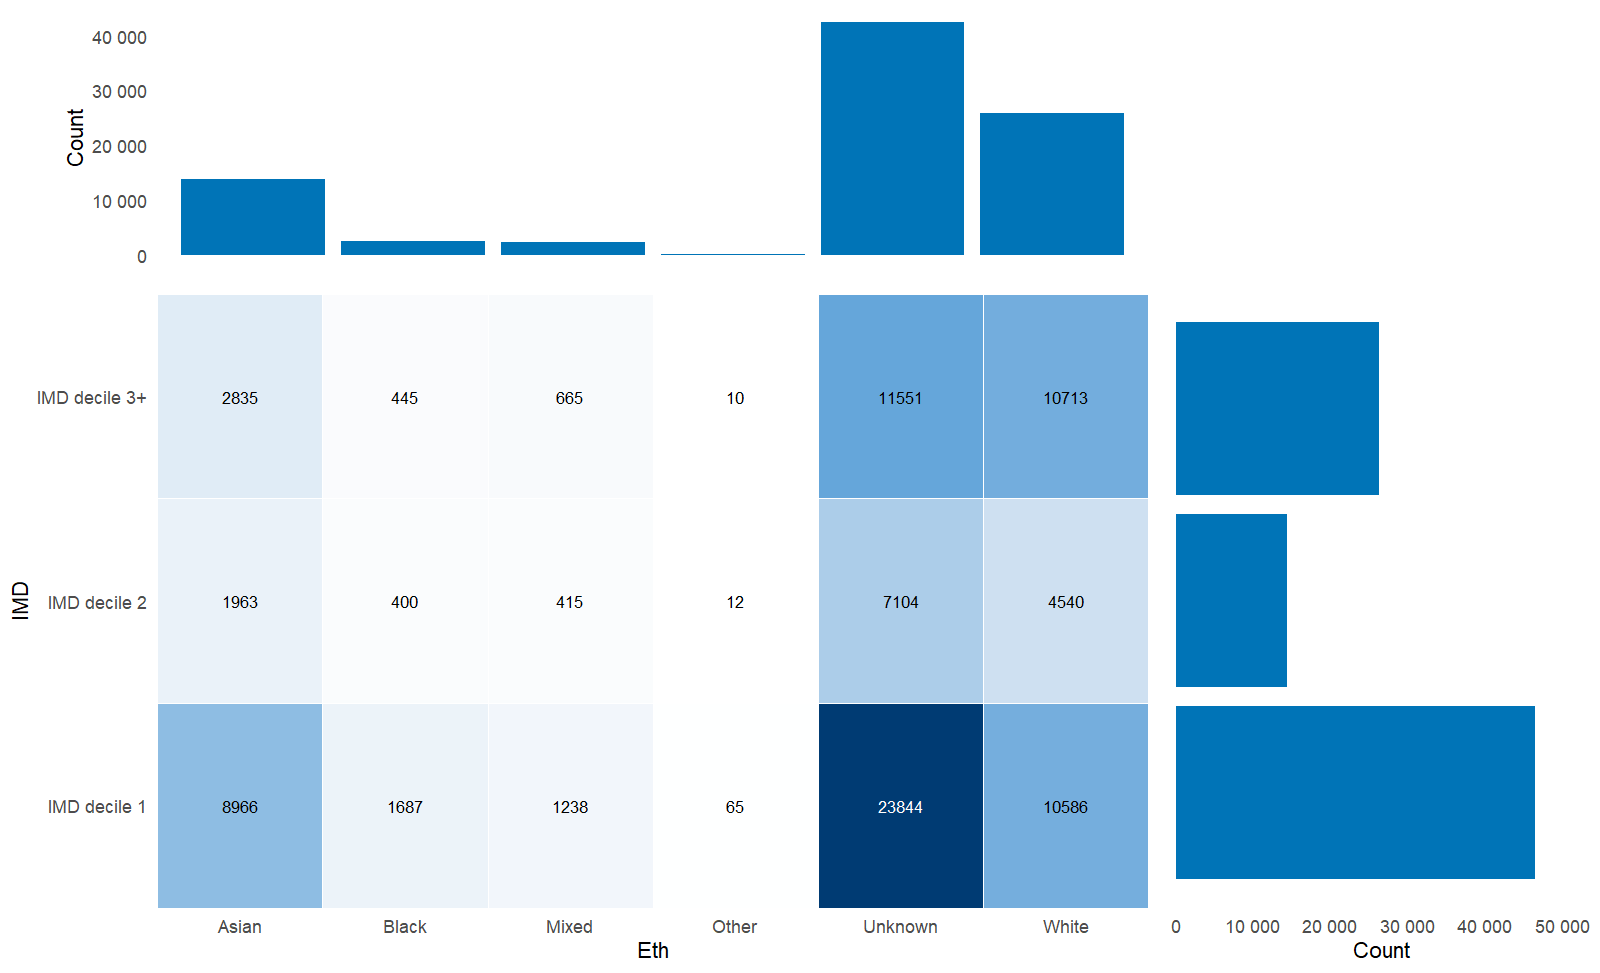 40 000
30 000
20 000
10 000
0
Count
IMD decile 3+ 2835 445 665 10 11551 10713
IMD decile 2 1963 400 415 12 7104 4540
IMD
IMD decile 1 8966 1687 1238 65 23844 10586
Asian Black Mixed Other Unknown White
Eth
0 10 000 20 000 30 000 40 000 50 000
Count